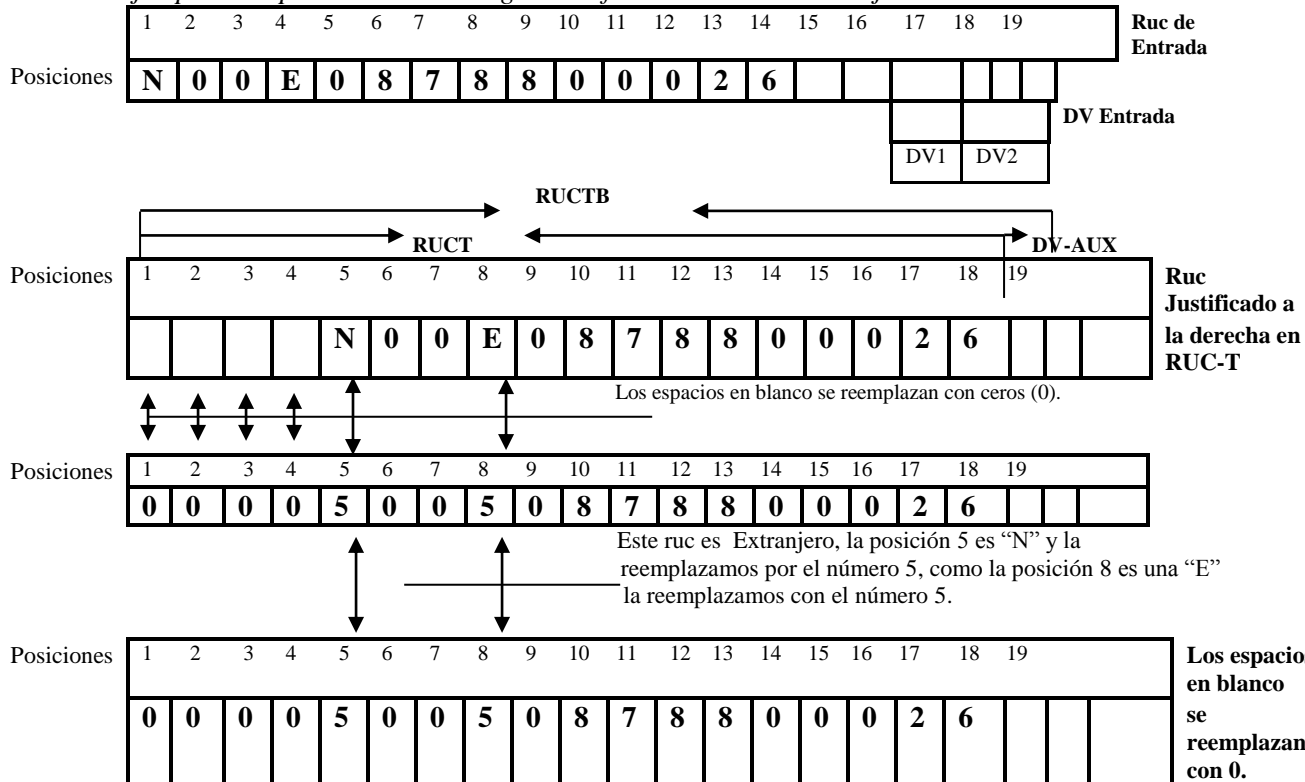 1 2 3 4 5 6 7 8 9 10 11 12 13 14 15 16 17 18 19
Ruc de
Entrada
Posiciones
N 0 0 E 0 8 7 8 8 0 0 0 2 6
DV Entrada
DV1 DV2
RUCTB
RUCT
DV-AUX
Posiciones
1 2 3 4 5 6 7 8 9 10 11 12 13 14 15 16 17 18 19
Ruc
Justificado a
la derecha en
RUC-T
N 0 0 E 0 8 7 8 8 0 0 0 2 6
Los espacios en blanco se reemplazan con ceros (0).
Posiciones
1 2 3 4 5 6 7 8 9 10 11 12 13 14 15 16 17 18 19
0 0 0 0 5 0 0 5 0 8 7 8 8 0 0 0 2 6
Este ruc es Extranjero, la posición 5 es “N” y la
reemplazamos por el número 5, como la posición 8 es una “E”
la reemplazamos con el número 5.
Posiciones
1 2 3 4 5 6 7 8 9 10 11 12 13 14 15 16 17 18 19
0 0 0 0 5 0 0 5 0 8 7 8 8 0 0 0 2 6
Los espacios
en blanco
se
reemplazan
con 0.